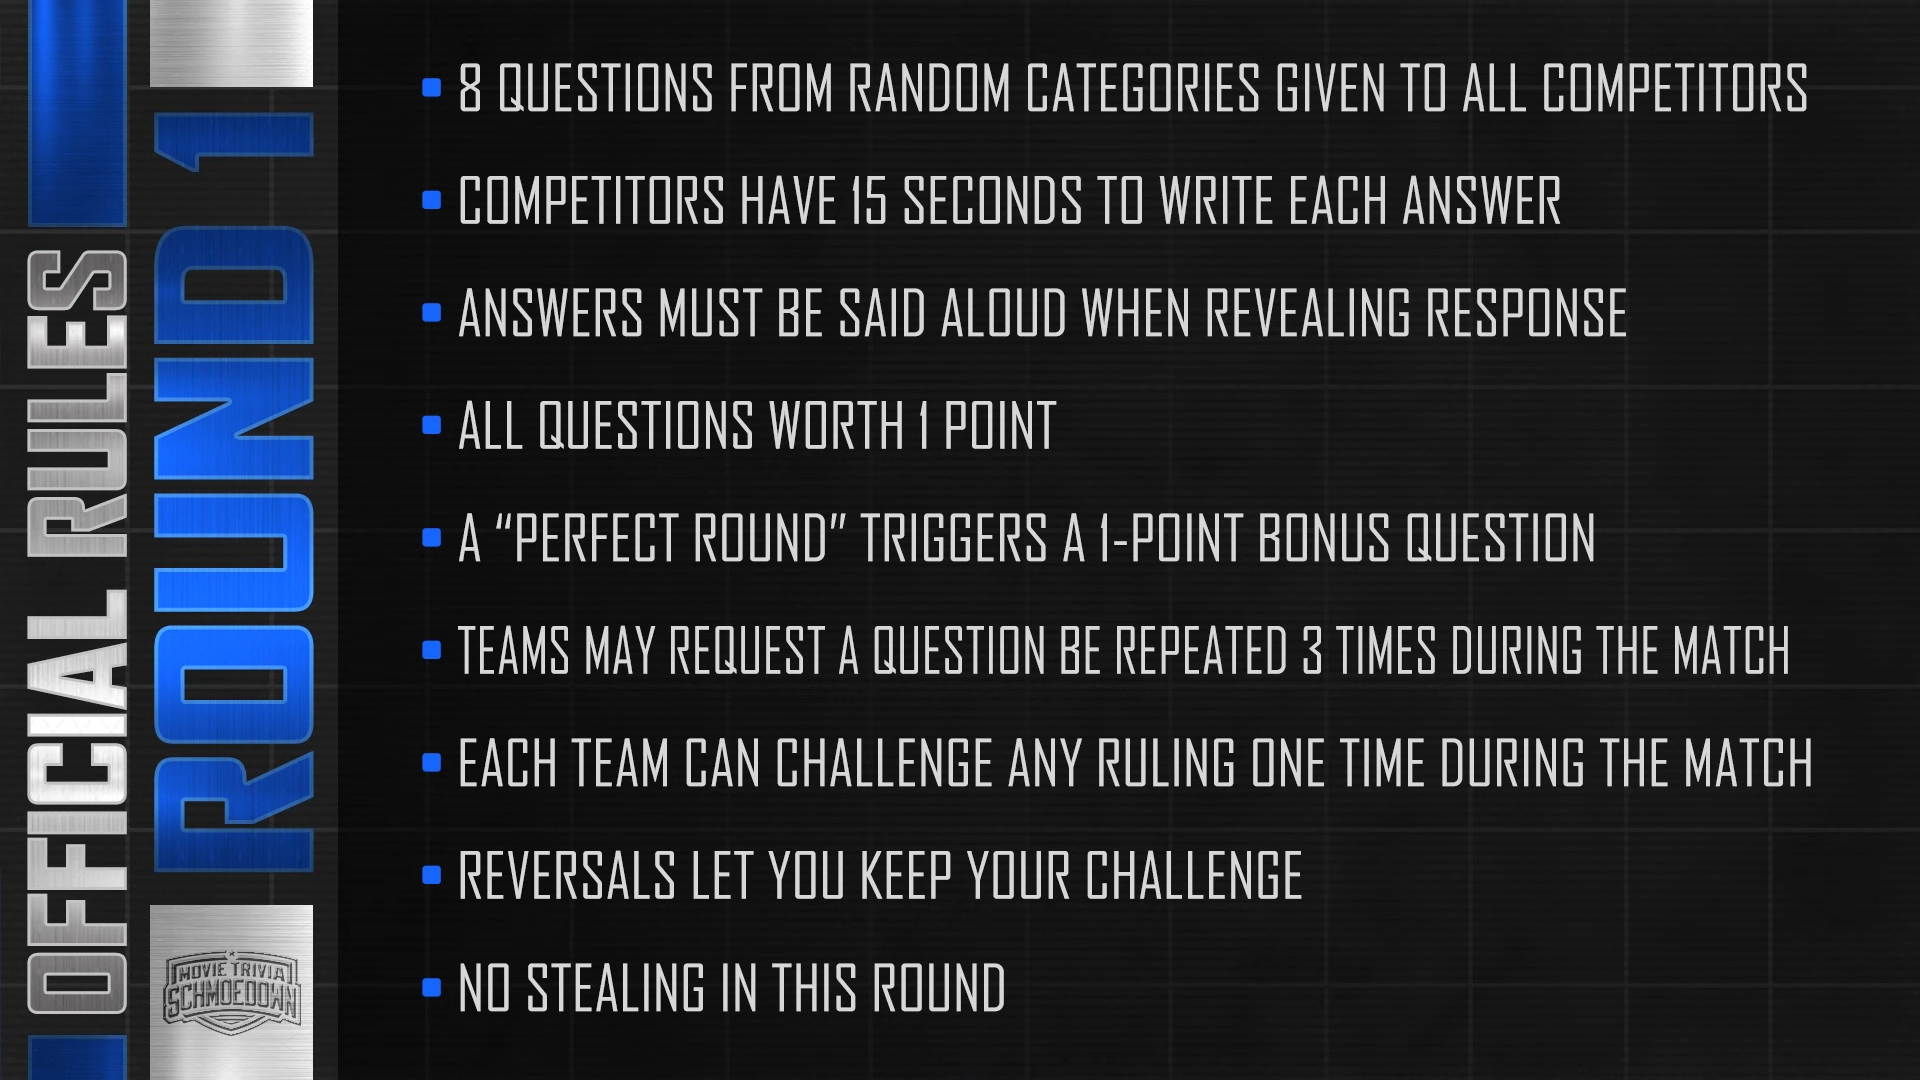 OFFICIAL RULES
ROUND 1
MOVIE TRIVIA
SCHMOEDOWN
8 QUESTIONS FROM RANDOM CATEGORIES GIVEN TO ALL COMPETITORS
COMPETITORS HAVE 15 SECONDS TO WRITE EACH ANSWER
ANSWERS MUST BE SAID ALOUD WHEN REVEALING RESPONSE
ALL QUESTIONS WORTH 1 POINT
A “PERFECT ROUND” TRIGGERS A 1-POINT BONUS QUESTION
TEAMS MAY REQUEST A QUESTION BE REPEATED 3 TIMES DURING THE MATCH
EACH TEAM CAN CHALLENGE ANY RULING ONE TIME DURING THE MATCH
REVERSALS LET YOU KEEP YOUR CHALLENGE
NO STEALING IN THIS ROUND